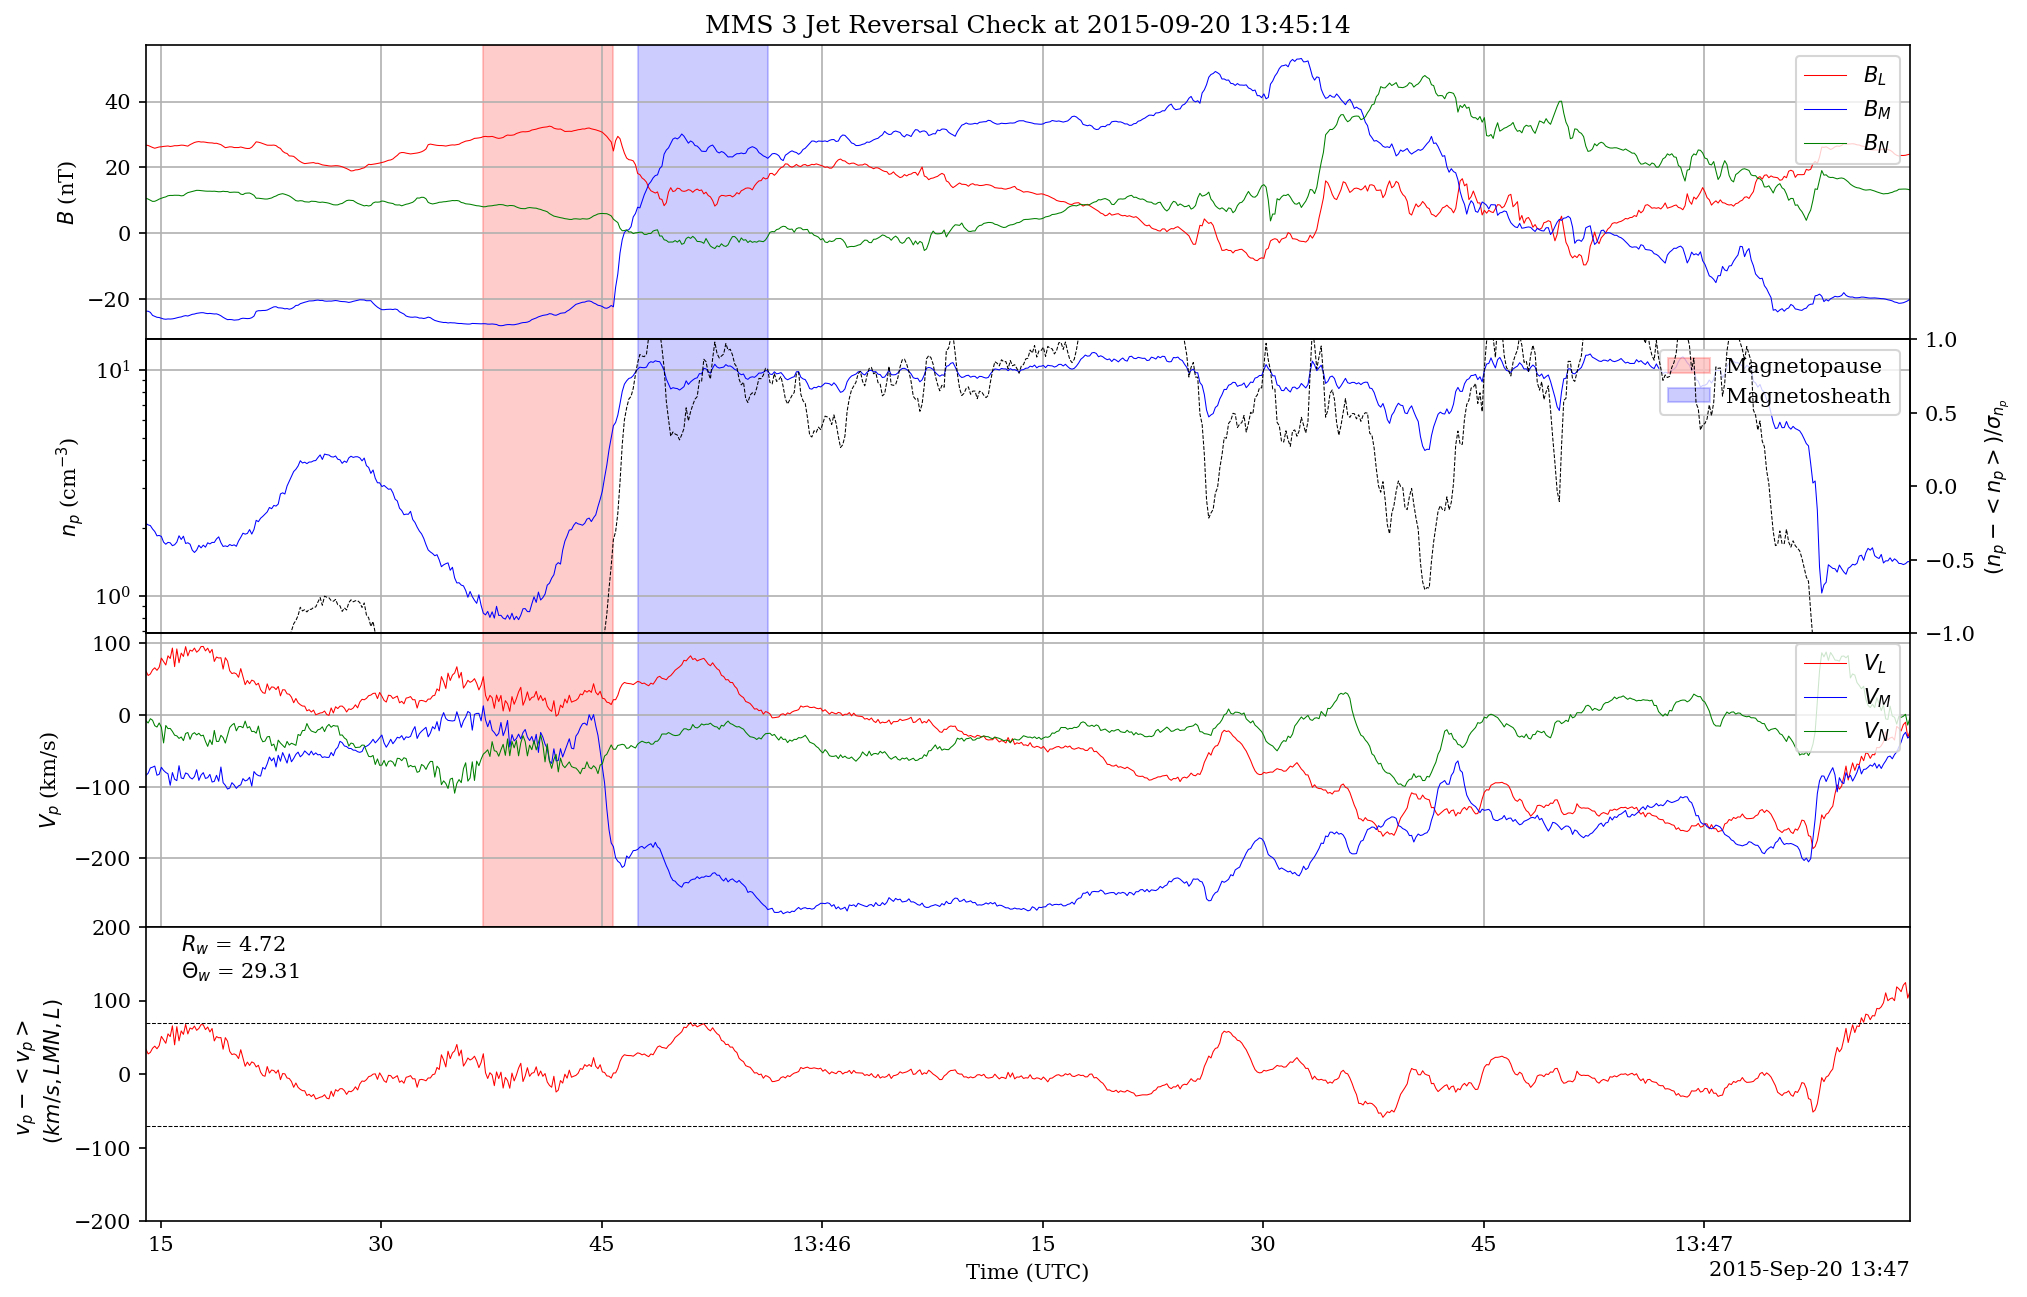 MMS 3 Jet Reversal Check at 2015-09-20 13:45:14
B (nT)
40
20
0
−20
B_L
B_M
B_N
n_p (cm^−3)
10^1
10^0
Magnetopause
Magnetosheath
1.0
0.5
0.0
−0.5
−1.0
(n_p − < n_p >)/σ_{n_p}
V_p (km/s)
100
0
−100
−200
V_L
V_M
V_N
v_p − < v_p >
(km/s, LMN, L)
200
100
0
−100
−200
R_w = 4.72
Θ_w = 29.31
15 30 45 13:46 15 30 45 13:47
Time (UTC)
2015-Sep-20 13:47